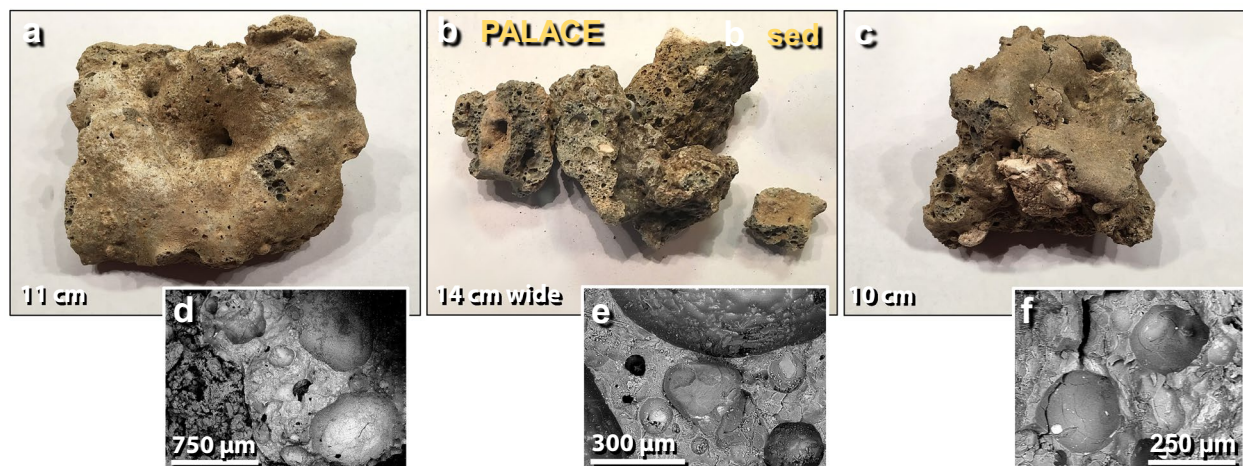 a
b PALACE b sed
c
11 cm
14 cm wide
10 cm
d
e
f
750 µm
300 µm
250 µm